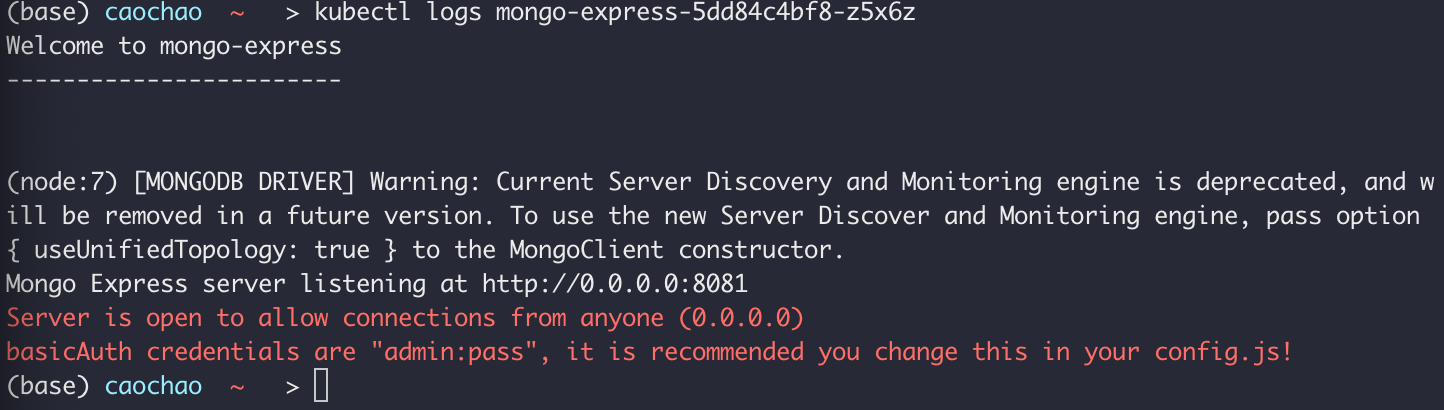 (base) caochao ~ > kubectl logs mongo-express-5dd84c4bf8-z5x6z
Welcome to mongo-express
------------------------
(node:7) [MONGODB DRIVER] Warning: Current Server Discovery and Monitoring engine is deprecated, and w
ill be removed in a future version. To use the new Server Discover and Monitoring engine, pass option
{ useUnifiedTopology: true } to the MongoClient constructor.
Mongo Express server listening at http://0.0.0.0:8081
Server is open to allow connections from anyone (0.0.0.0)
basicAuth credentials are "admin:pass", it is recommended you change this in your config.js!
(base) caochao ~ >